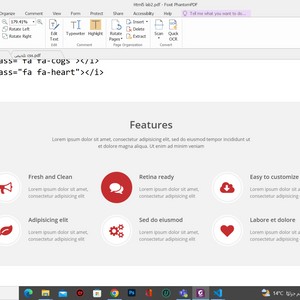 Html5 lab2.pdf - Foxit PhantomPDF
Organize
Comment
View
Form
Protect
Share
Connect
Help
Tell me what you want to do..
179.41%
Rotate Left
Rotate Right
Edit Text
Typewriter
Highlight
Rotate Pages
Insert
Delete
Extract
Scan
Quick OCR
View
Edit
Comment
Page Organization
Convert
css.pdf
ass="fa fa-cogs"></i>
ass="fa fa-heart"></i>
Features
Lorem ipsum dolor sit amet, consectetur adipisicing elit, sed do eiusmod tempor incididunt ut
et dolore magna aliqua. Ut enim ad minim veniam
Fresh and Clean
Lorem ipsum dolor sit amet,
consectetur adipisicing elit
Retina ready
Lorem ipsum dolor sit amet,
consectetur adipisicing elit
Easy to customize
Lorem ipsum dolor sit amet,
consectetur adipisicing elit
Adipisicing elit
Lorem ipsum dolor sit amet,
consectetur adipisicing elit
Sed do eiusmod
Lorem ipsum dolor sit amet,
consectetur adipisicing elit
Labore et dolore
Lorem ipsum dolor sit amet,
consectetur adipisicing elit
14°C